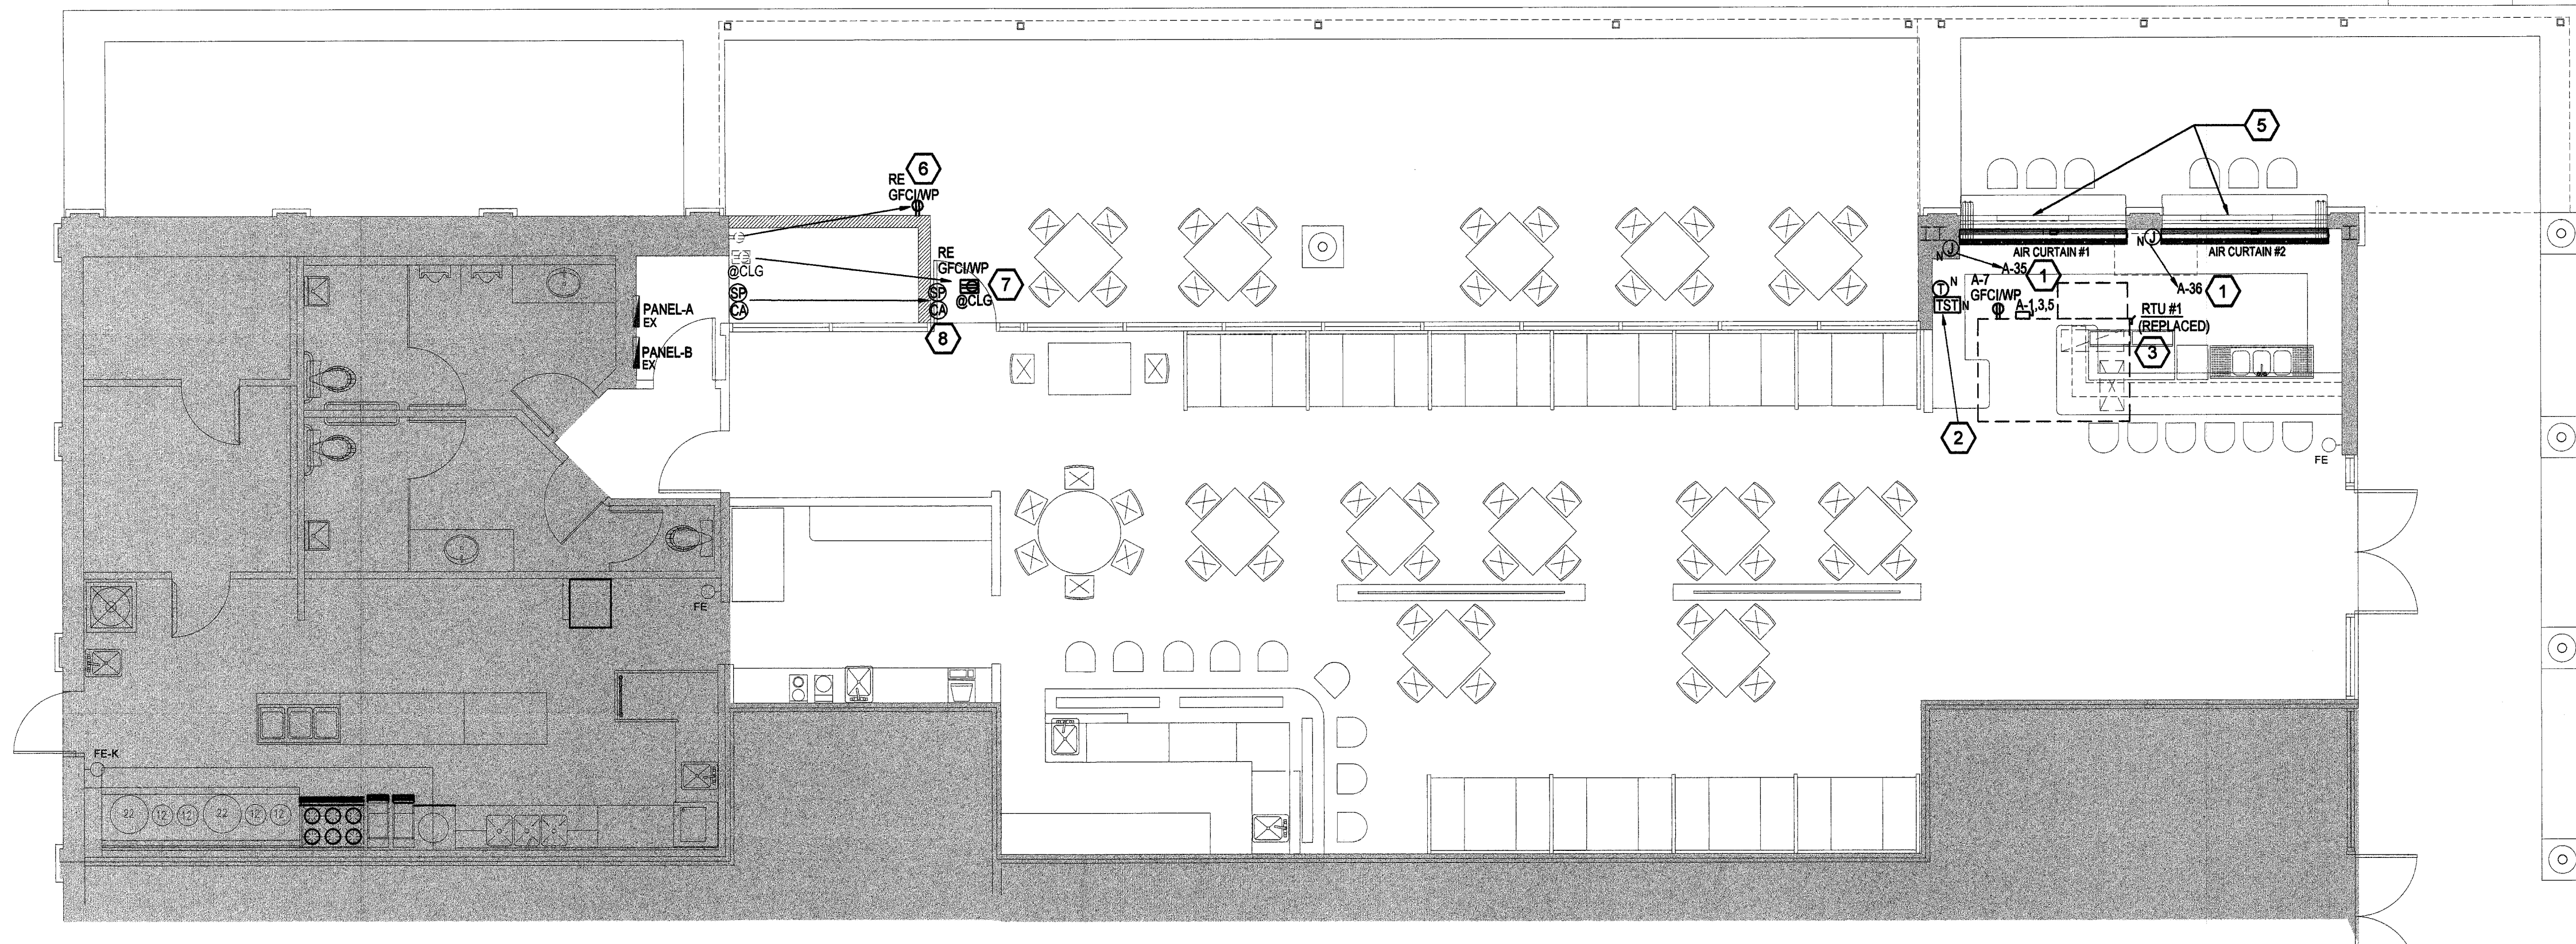 5
6
RE
GFCI/WP
RE
GFCI/WP
7
@CLG
@CLG
SP
CA
SP
CA
8
PANEL-A
EX
PANEL-B
EX
J
N
AIR CURTAIN #1
N
J
AIR CURTAIN #2
A-35
1
A-36
1
T
N
TST
N
A-7
GFCI/WP
A-1,3,5
RTU #1
(REPLACED)
3
2
FE
FE
FE-K
22
12
12
22
12
12